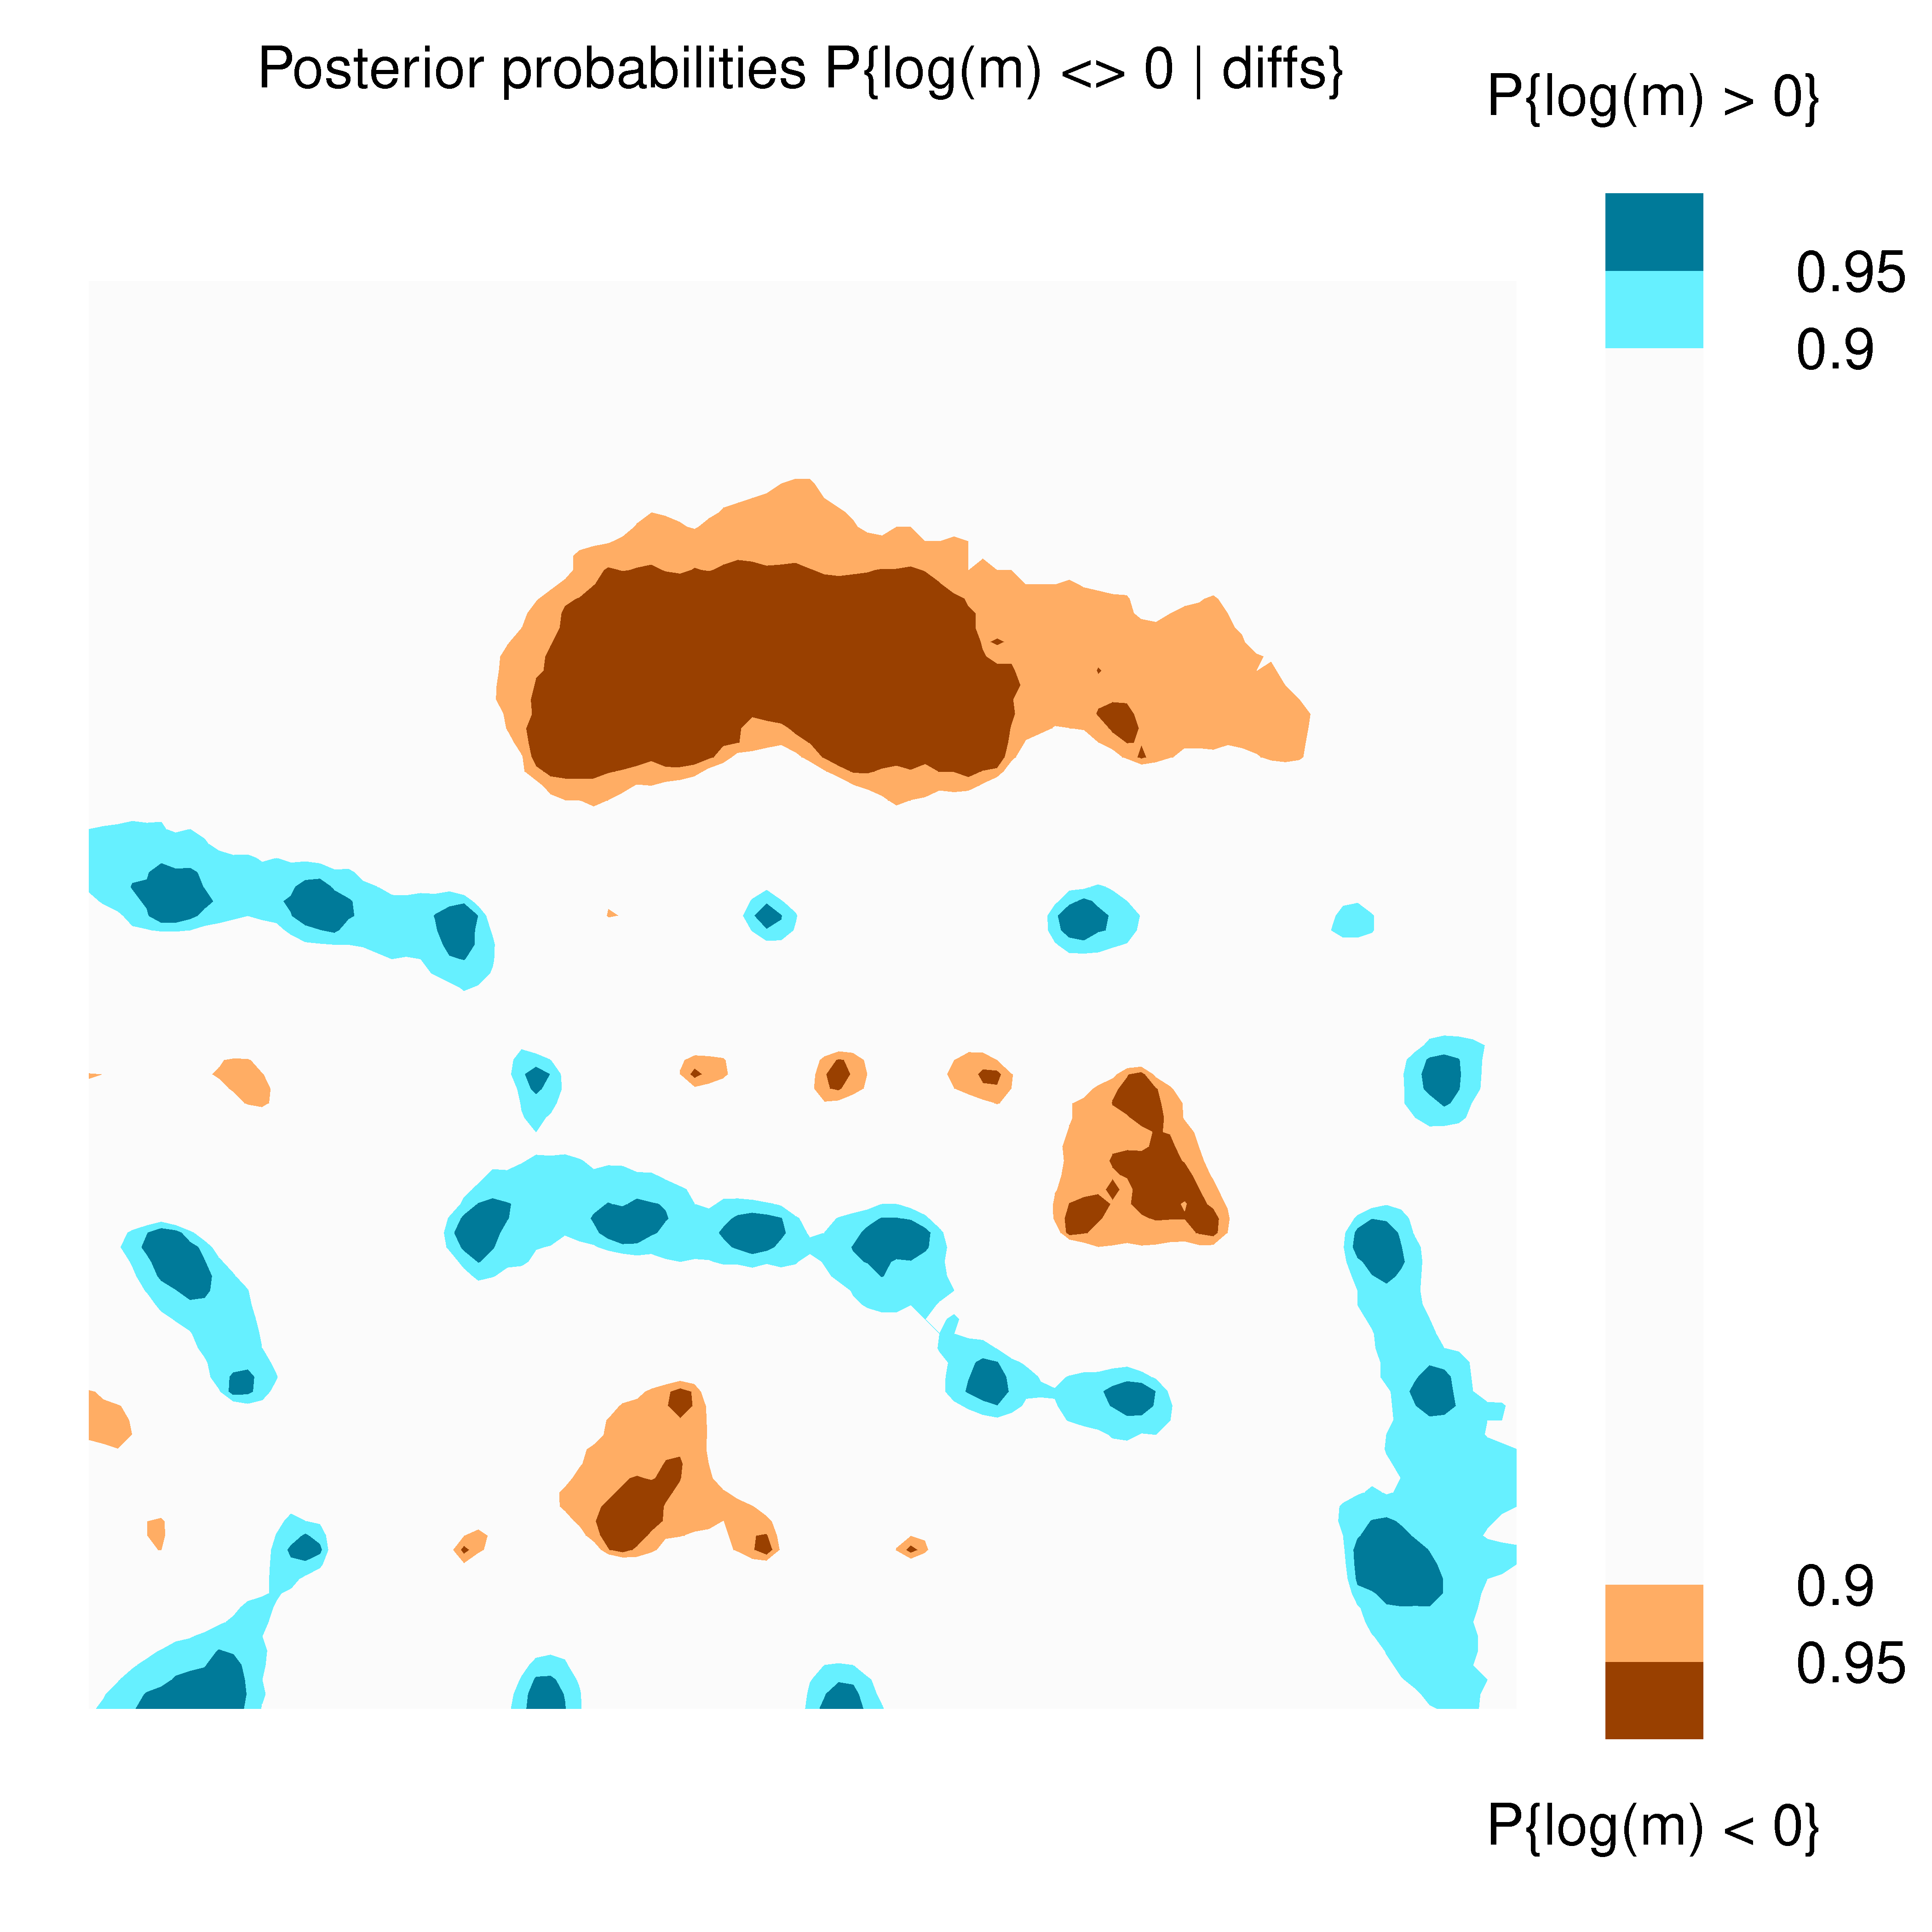 Posterior probabilities P{log(m) <> 0 | diffs}
P{log(m) > 0}
0.95
0.9
0.9
0.95
P{log(m) < 0}